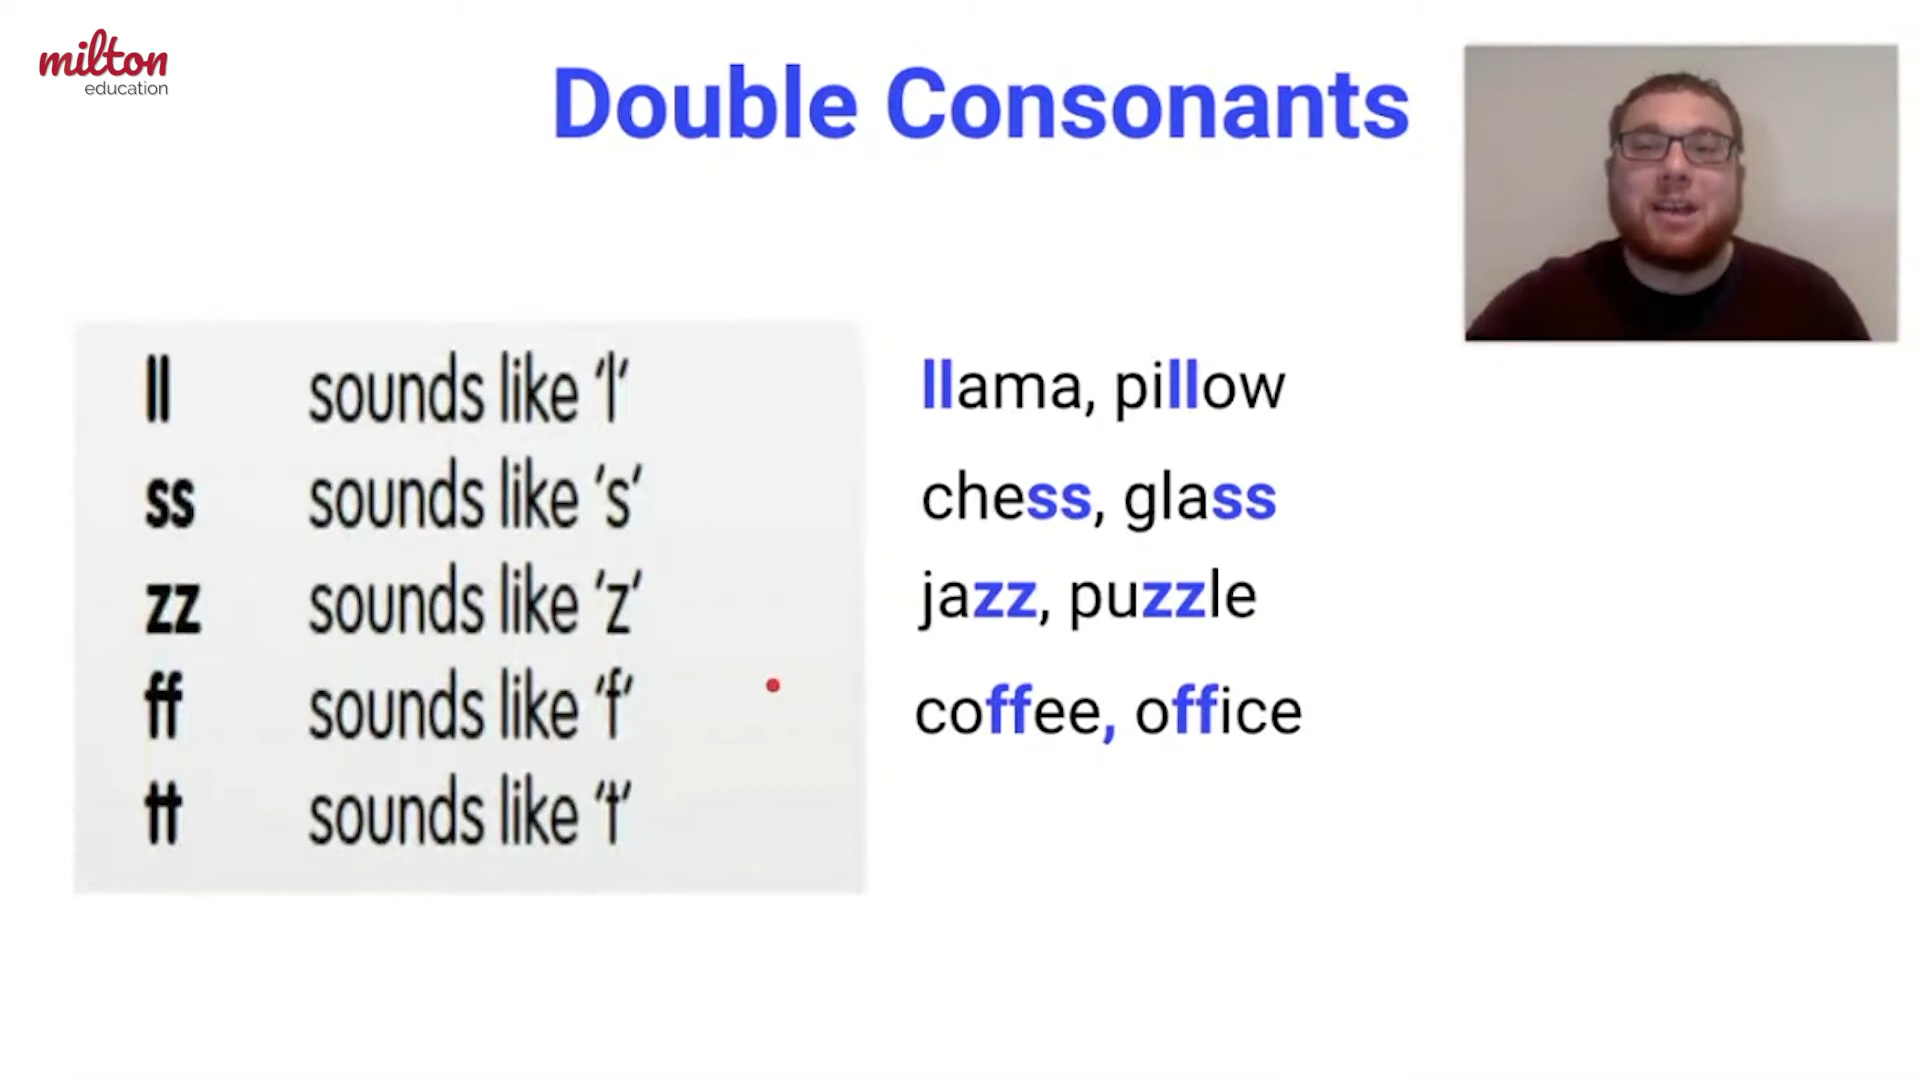 milton
education
Double Consonants
ll sounds like ‘l’ llama, pillow
ss sounds like ‘s’ chess, glass
zz sounds like ‘z’ jazz, puzzle
ff sounds like ‘f’ coffee, office
tt sounds like ‘t’